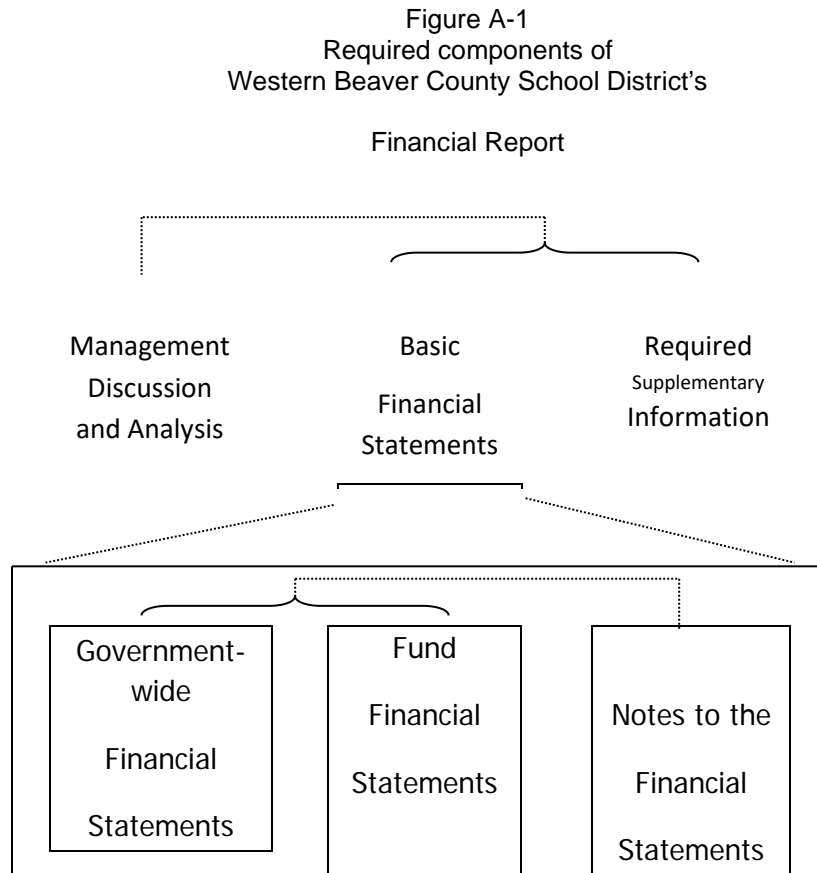 Figure A-1
Required components of
Western Beaver County School District's
Financial Report
Management
Discussion
and Analysis
Basic
Financial
Statements
Required
Supplementary
Information
Government-
wide
Financial
Statements
Fund
Financial
Statements
Notes to the
Financial
Statements